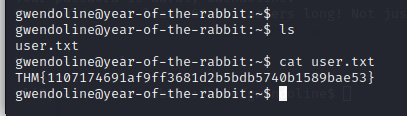 gwendoline@year-of-the-rabbit:~$
gwendoline@year-of-the-rabbit:~$ ls
user.txt
gwendoline@year-of-the-rabbit:~$ cat user.txt
THM{1107174691af9ff3681d2b5bdb5740b1589bae53}
gwendoline@year-of-the-rabbit:~$